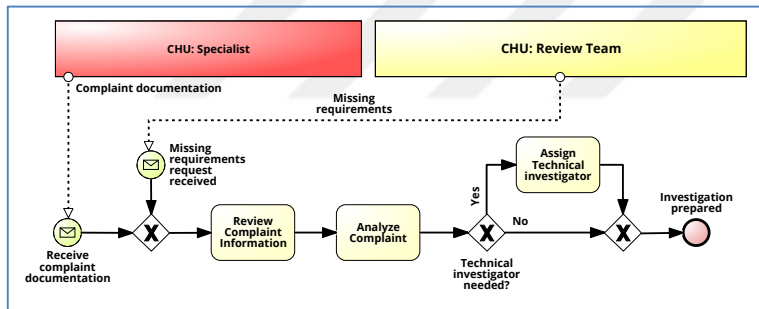 CHU: Specialist
CHU: Review Team
Complaint documentation
Missing
requirements
Missing
requirements
request
received
Assign
Technical
investigator
Yes
Investigation
prepared
Review
Complaint
Information
Analyze
Complaint
No
Receive
complaint
documentation
Technical
investigator
needed?